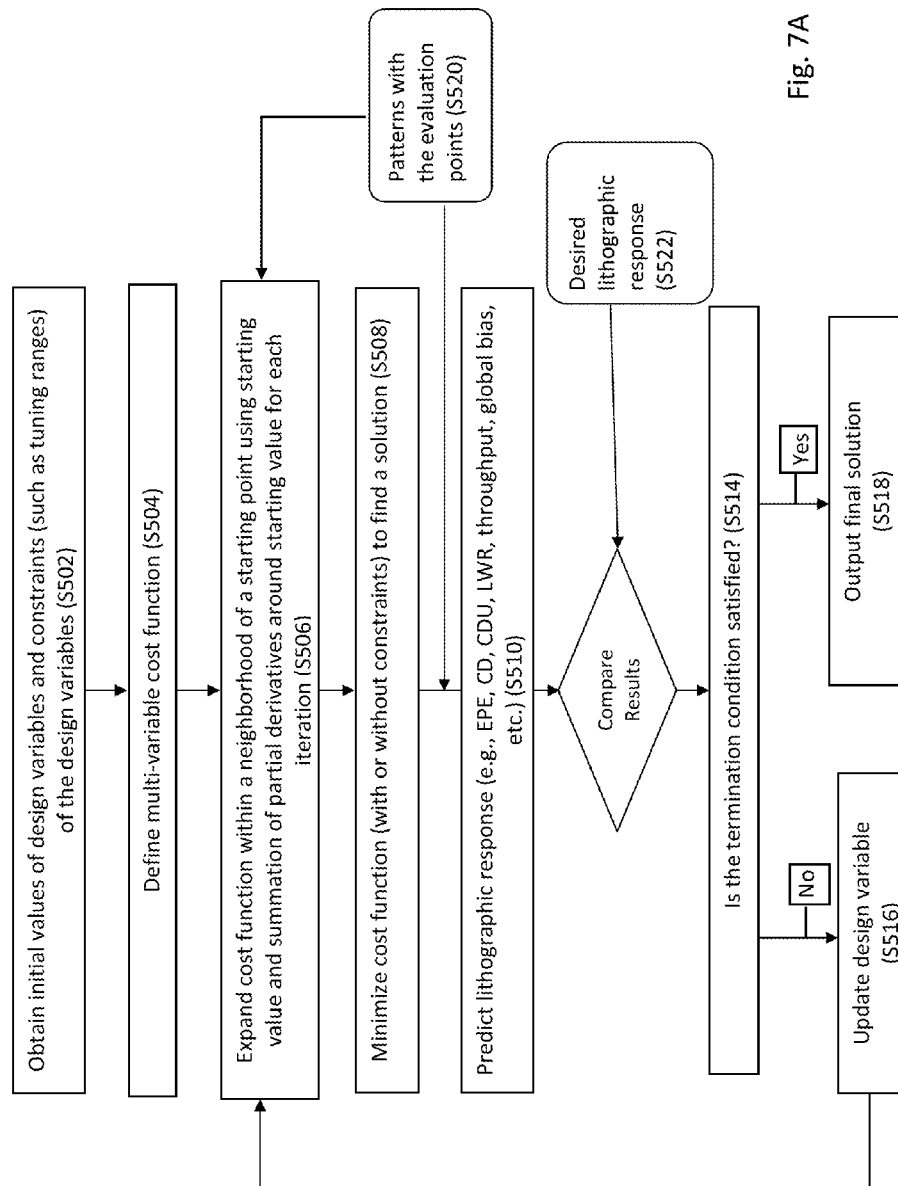 Obtain initial values of design variables and constraints (such as tuning ranges)
of the design variables (S502)
Define multi-variable cost function (S504)
Expand cost function within a neighborhood of a starting point using starting
value and summation of partial derivatives around starting value for each
iteration (S506)
Patterns with
the evaluation
points (S520)
Minimize cost function (with or without constraints) to find a solution (S508)
Predict lithographic response (e.g., EPE, CD, CDU, LWR, throughput, global bias,
etc.) (S510)
Desired
lithographic
response
(S522)
Compare
Results
Is the termination condition satisfied? (S514)
No
Yes
Update design variable
(S516)
Output final solution
(S518)
Fig. 7A